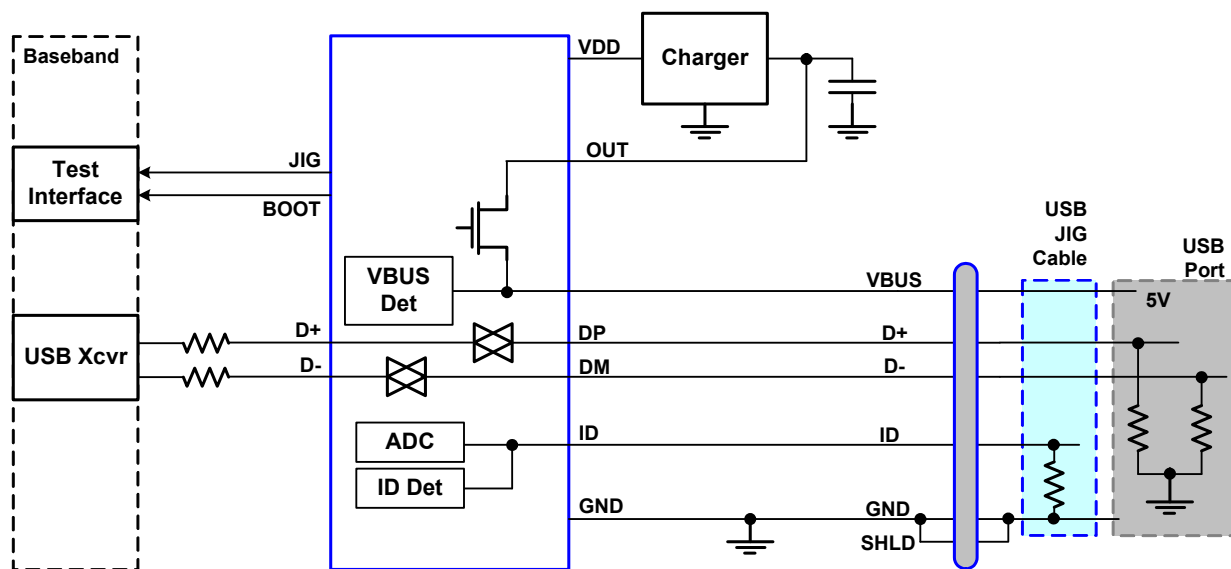 Baseband
VDD
Charger
OUT
JIG
Test
Interface
BOOT
USB
JIG
Cable
USB
Port
VBUS
Det
VBUS
5V
USB Xcvr
D+
DP
D+
D-
DM
D-
ADC
ID
ID
ID Det
GND
GND
SHLD